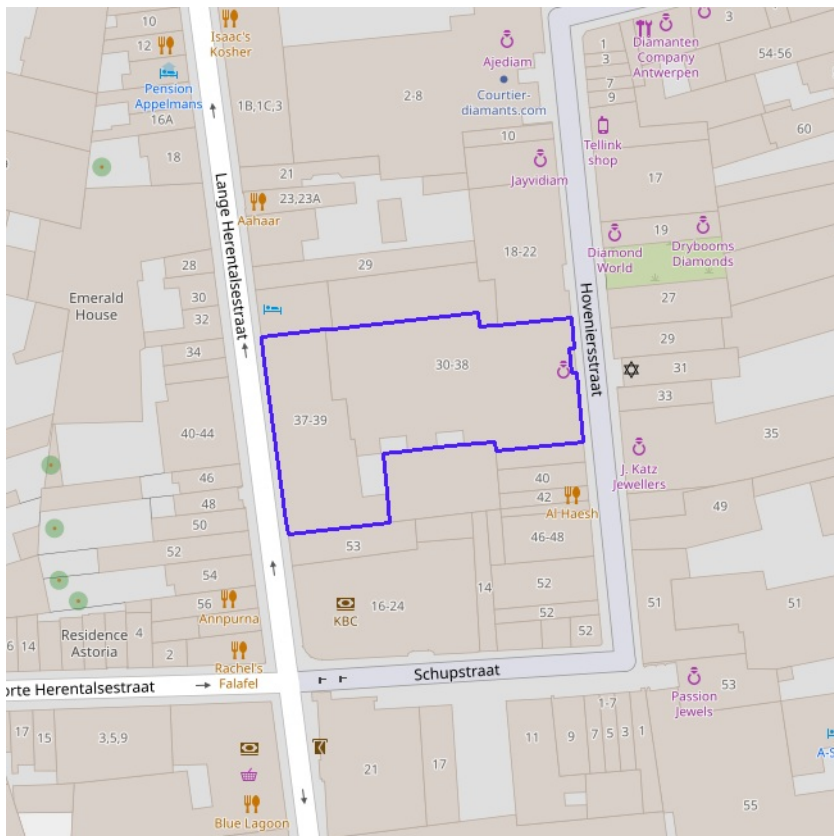 10
12
Isaac's
Kosher
Pension
Appelmans
16A
18
1B,1C,3
2-8
Ajediam
Courtier-
diamants.com
10
Jayvidiam
1
3
7
9
Diamanten
Company
Antwerpen
3
54-56
60
Tellink
shop
17
21
23,23A
Aahaar
Lange Herentalsestraat
18-22
19
Diamond
World
Drybooms
Diamonds
29
28
30
32
34
Emerald
House
27
29
31
33
35
Hoveniersstraat
30-38
37-39
40-44
46
48
50
52
54
56
Annpurna
40
42
Al Haesh
46-48
J. Katz
Jewellers
49
53
KBC
16-24
14
52
52
52
51
51
6
14
Residence
Astoria
4
2
Rachel's
Falafel
orte Herentalsestraat
Schupstraat
Passion
Jewels
53
17
15
3,5,9
Blue Lagoon
21
17
11
9
7
5
3
1
1-7
55
A-S